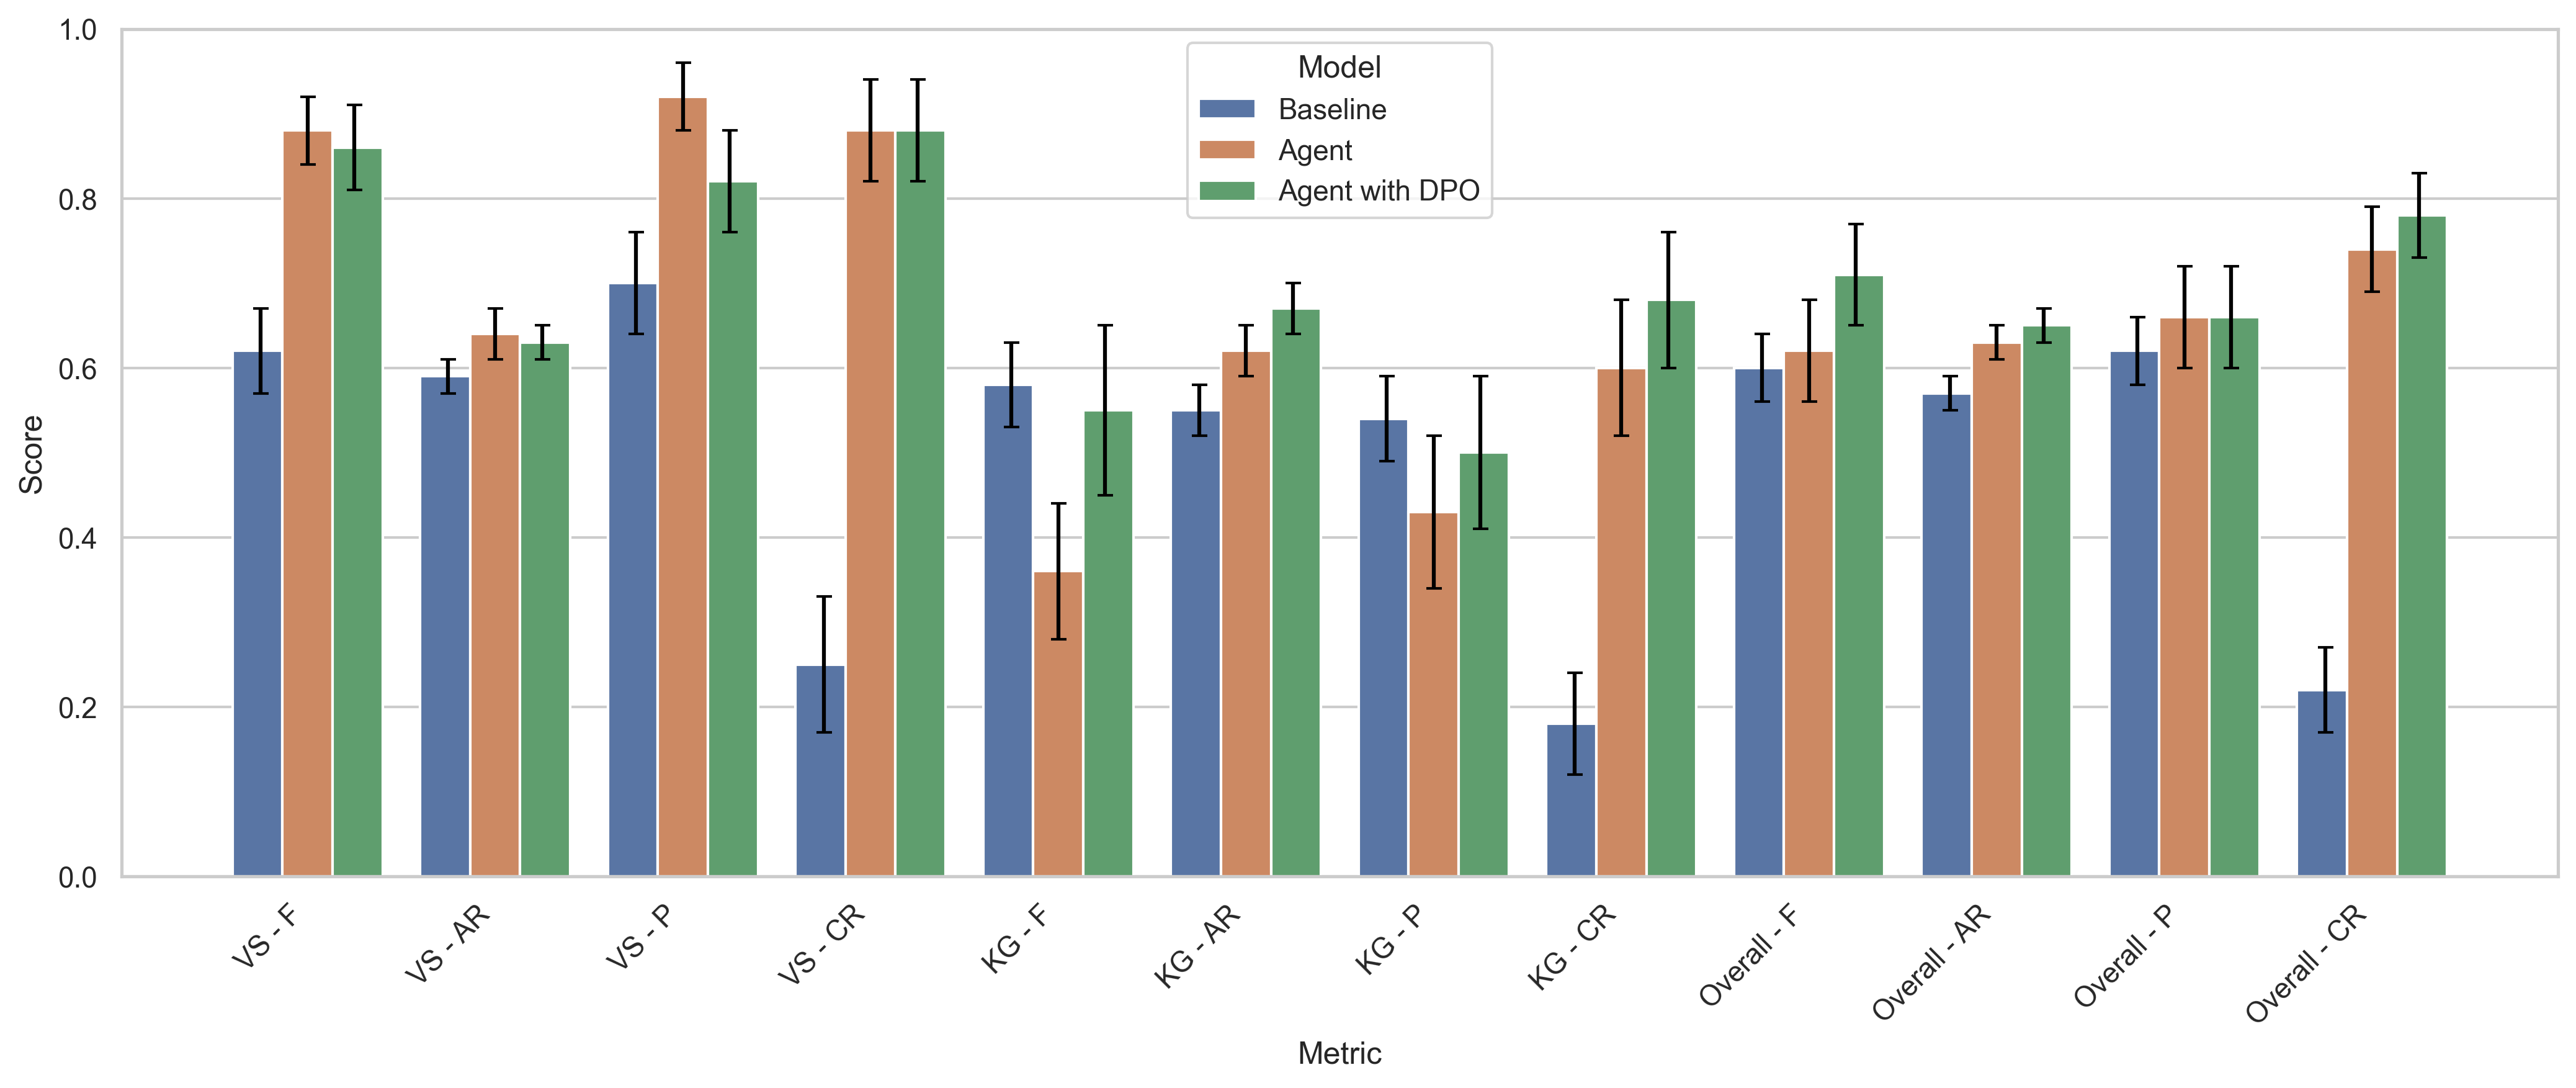 Model
Baseline
Agent
Agent with DPO
Score
1.0
0.8
0.6
0.4
0.2
0.0
VS - F
VS - AR
VS - P
VS - CR
KG - F
KG - AR
KG - P
KG - CR
Overall - F
Overall - AR
Overall - P
Overall - CR
Metric